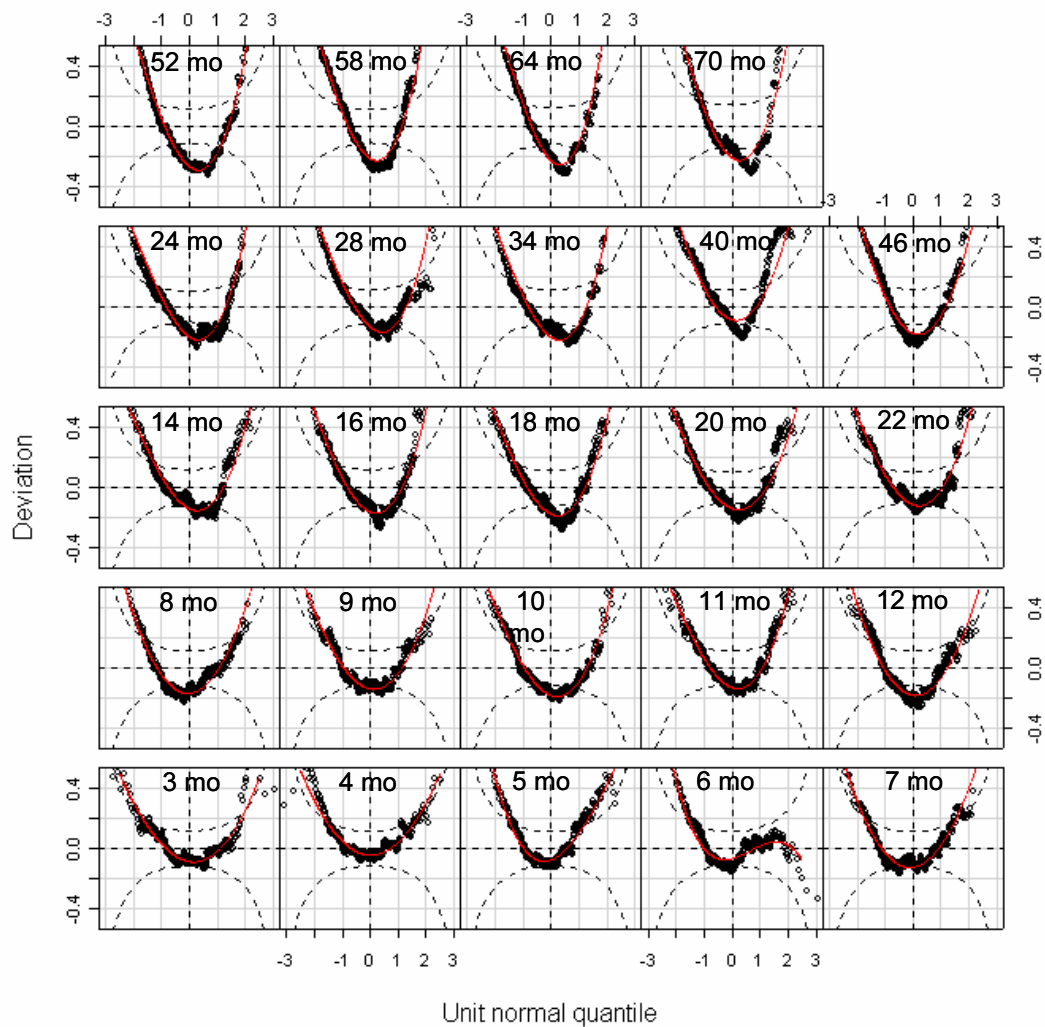 -3 -1 0 1 2 3 -3 -1 0 1 2 3
52 mo 58 mo 64 mo 70 mo
0.4
0.0
-0.4
-3 -1 0 1 2 3
24 mo 28 mo 34 mo 40 mo 46 mo
0.4
0.0
-0.4
14 mo 16 mo 18 mo 20 mo 22 mo
0.4
0.0
-0.4
Deviation
8 mo 9 mo 10 mo 11 mo 12 mo
0.4
0.0
-0.4
3 mo 4 mo 5 mo 6 mo 7 mo
0.4
0.0
-0.4
-3 -1 0 1 2 3 -3 -1 0 1 2 3
Unit normal quantile